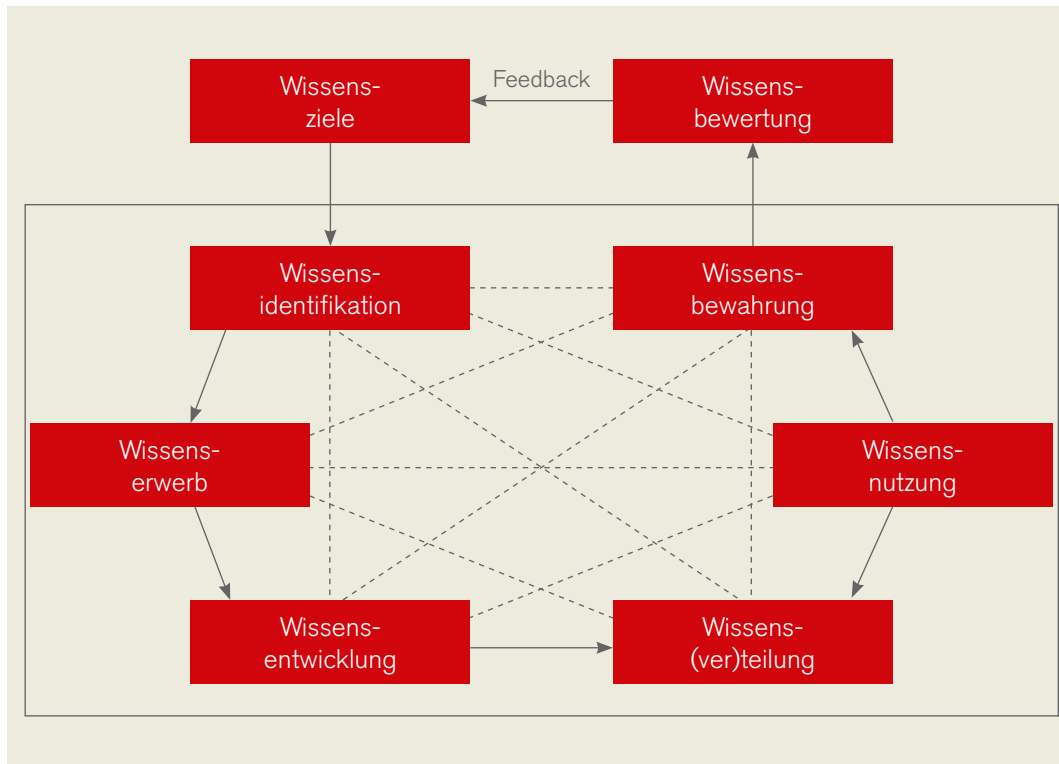 Wissens-
ziele
Feedback
Wissens-
bewertung
Wissens-
identifikation
Wissens-
bewahrung
Wissens-
erwerb
Wissens-
nutzung
Wissens-
entwicklung
Wissens-
(ver)teilung